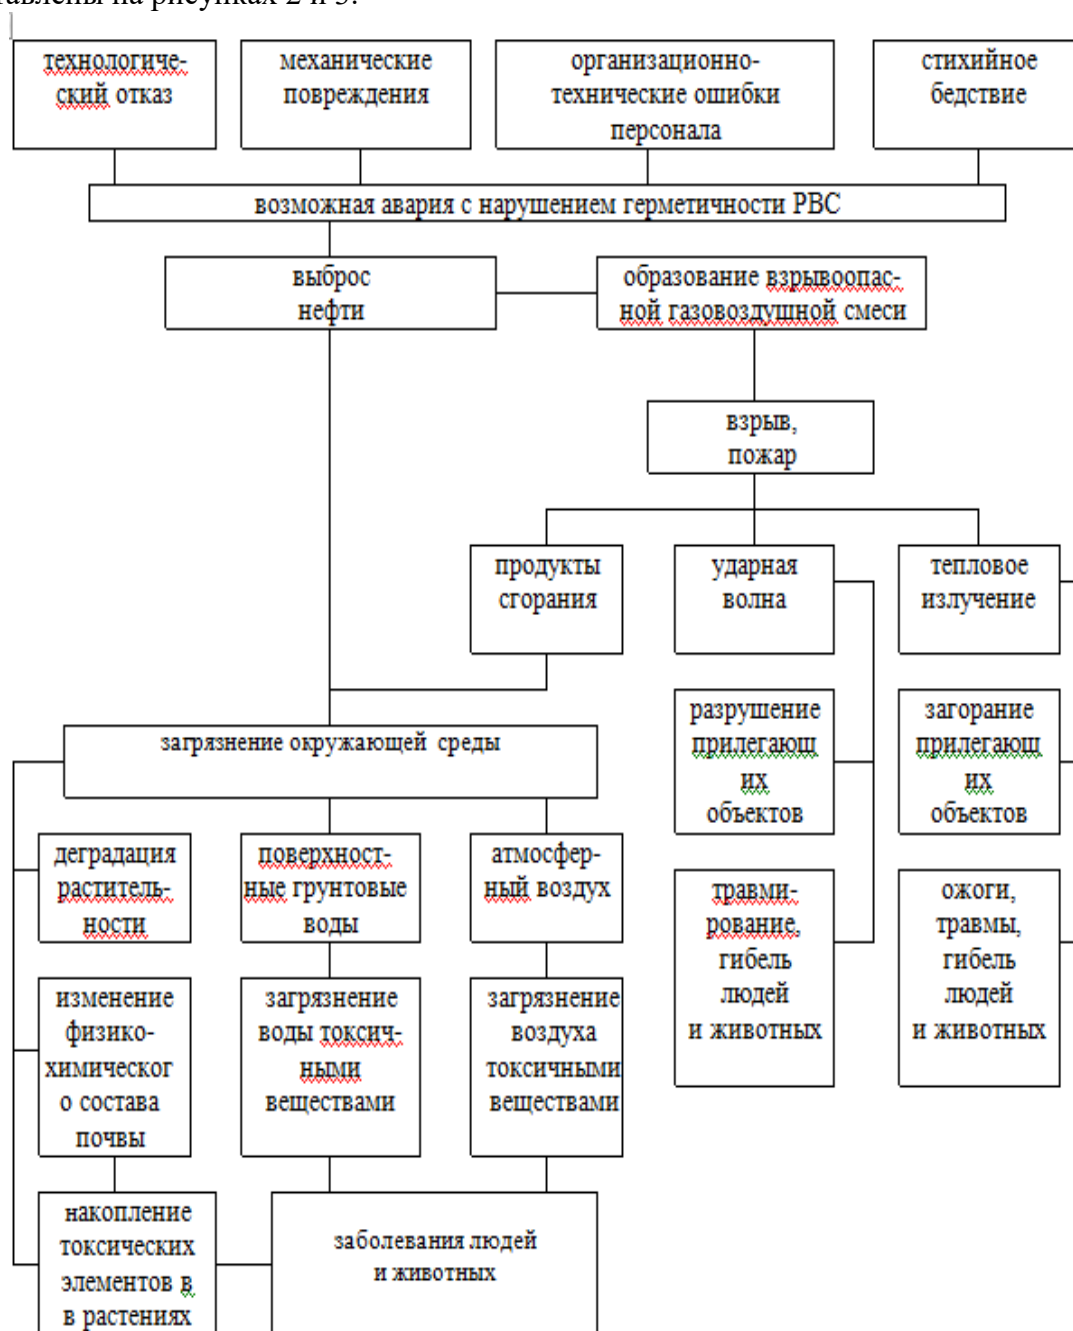 тавлены на рисунках 2 и 3.
технологиче-
ский отказ
механические
повреждения
организационно-
технические ошибки
персонала
стихийное
бедствие
возможная авария с нарушением герметичности РВС
выброс
нефти
образование взрывоопас-
ной газовоздушной смеси
взрыв,
пожар
продукты
сгорания
ударная
волна
тепловое
излучение
разрушение
прилегающ
их
объектов
загорание
прилегающ
их
объектов
загрязнение окружающей среды
деградация
раститель-
ности
поверхност-
ные грунтовые
воды
атмосфер-
ный воздух
травми-
рование,
гибель
людей
и животных
ожоги,
травмы,
гибель
людей
и животных
изменение
физико-
химическог
о состава
почвы
загрязнение
воды токсич-
ными
веществами
загрязнение
воздуха
токсичными
веществами
накопление
токсических
элементов в
в растениях
заболевания людей
и животных